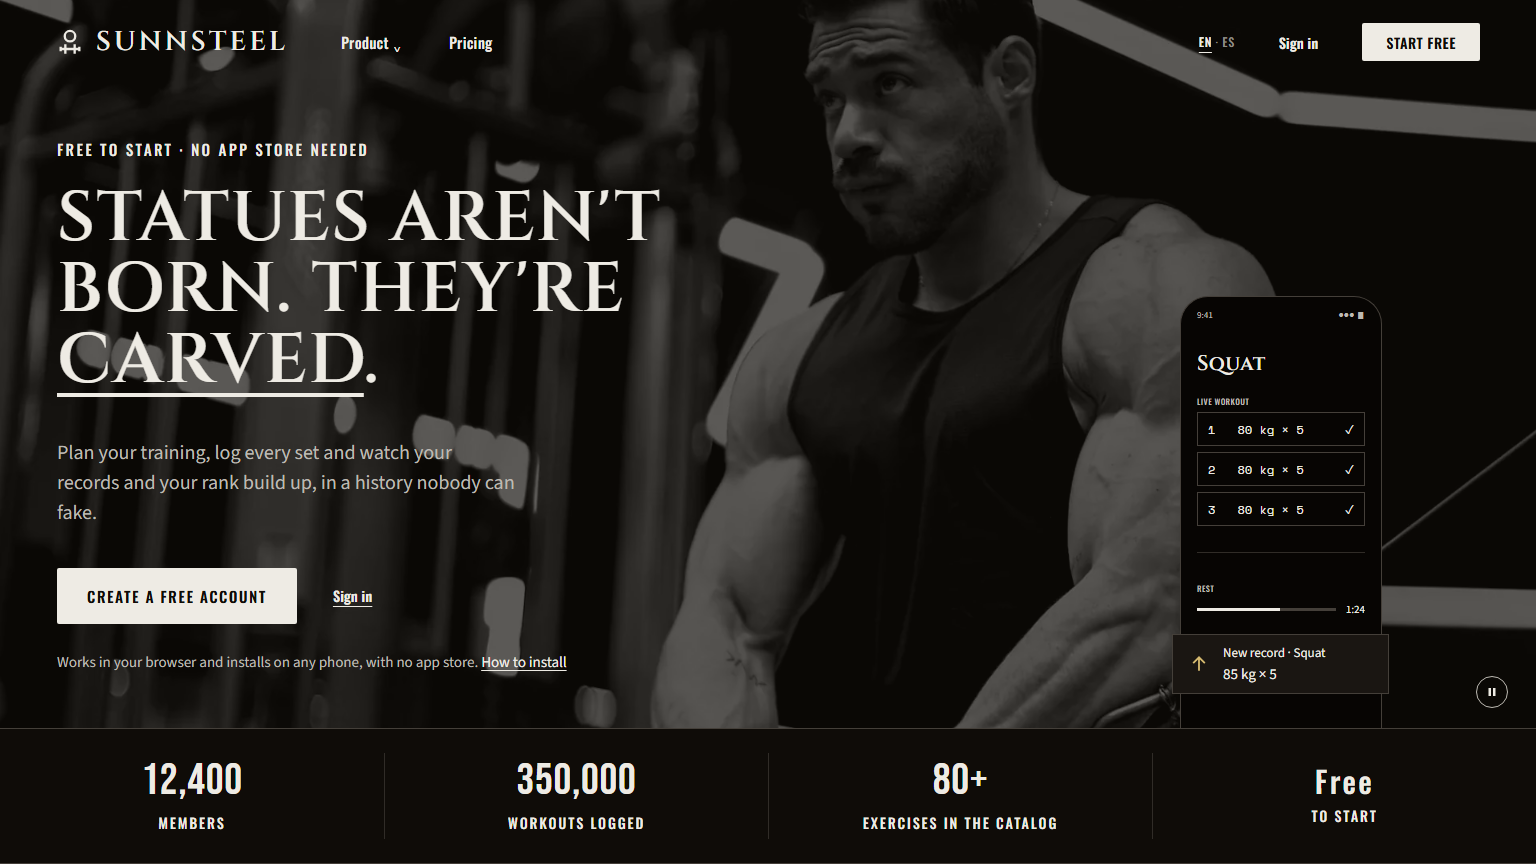 SUNNSTEEL
Product
Pricing
EN · ES
Sign in
START FREE
FREE TO START · NO APP STORE NEEDED
STATUES AREN'T
BORN. THEY'RE
CARVED.
Plan your training, log every set and watch your
records and your rank build up, in a history nobody can
fake.
CREATE A FREE ACCOUNT
Sign in
Works in your browser and installs on any phone, with no app store. How to install
9:41
SQUAT
LIVE WORKOUT
1 80 kg × 5 ✓
2 80 kg × 5 ✓
3 80 kg × 5 ✓
REST
1:24
New record · Squat
85 kg × 5
12,400
MEMBERS
350,000
WORKOUTS LOGGED
80+
EXERCISES IN THE CATALOG
Free
TO START